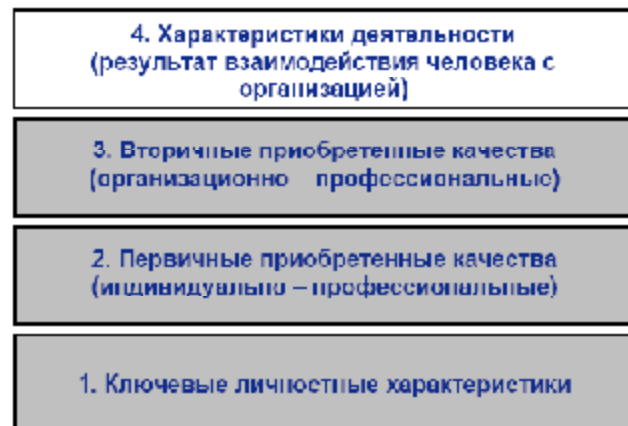 4. Характеристики деятельности
(результат взаимодействия человека с
организацией)
3. Вторичные приобретенные качества
(организационно профессиональные)
2. Первичные приобретенные качества
(индивидуально – профессиональные)
1. Ключевые личностные характеристики